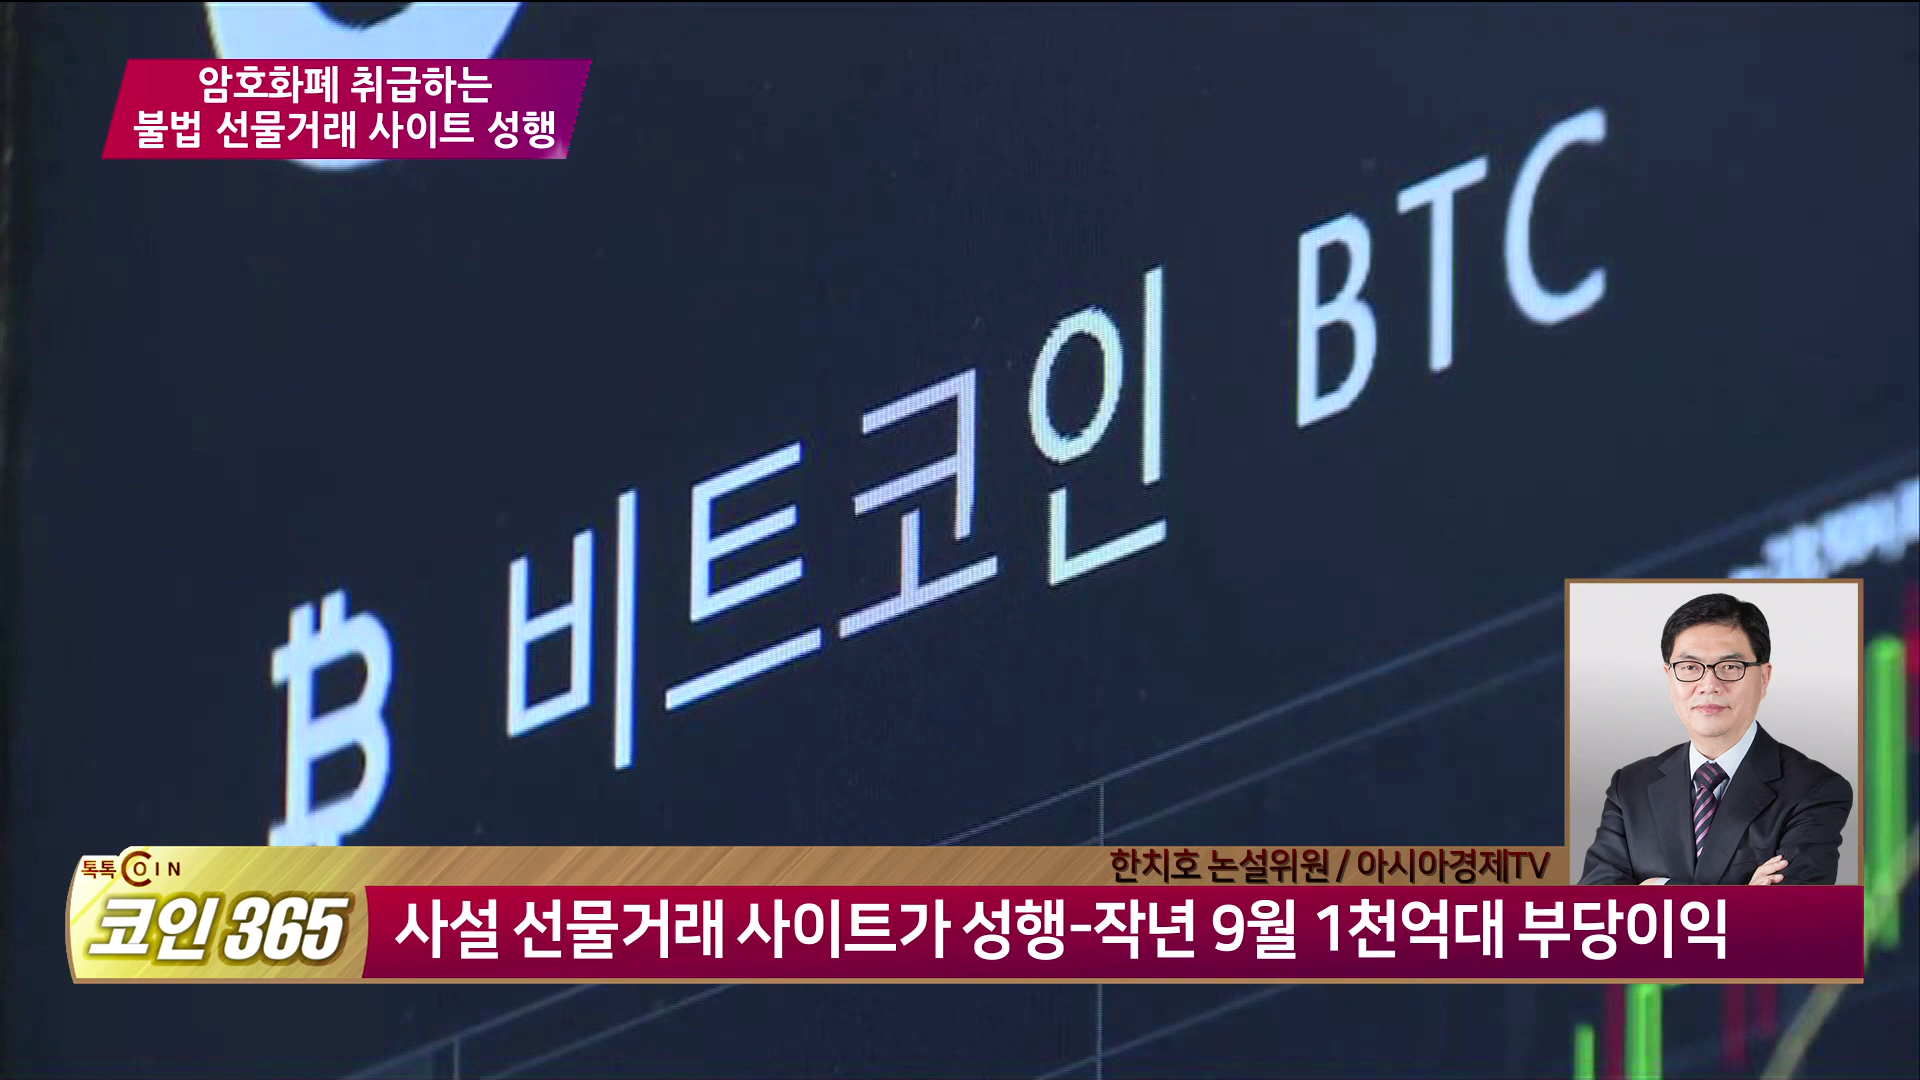 암호화폐 취급하는
불법 선물거래 사이트 성행
비트코인 BTC
한치호 논설위원 / 아시아경제TV
톡톡 COIN
코인 365
사설 선물거래 사이트가 성행-작년 9월 1천억대 부당이익